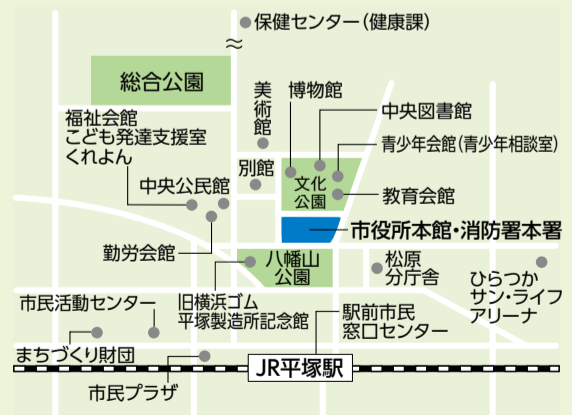 保健センター（健康課）
総合公園
美術館
博物館
中央図書館
福祉会館
こども発達支援室
くれよん
青少年会館（青少年相談室）
別館
文化
公園
中央公民館
教育会館
市役所本館・消防署本署
勤労会館
八幡山
公園
松原
分庁舎
ひらつか
サン・ライフ
アリーナ
市民活動センター
旧横浜ゴム
平塚製造所記念館
駅前市民
窓口センター
まちづくり財団
JR平塚駅
市民プラザ